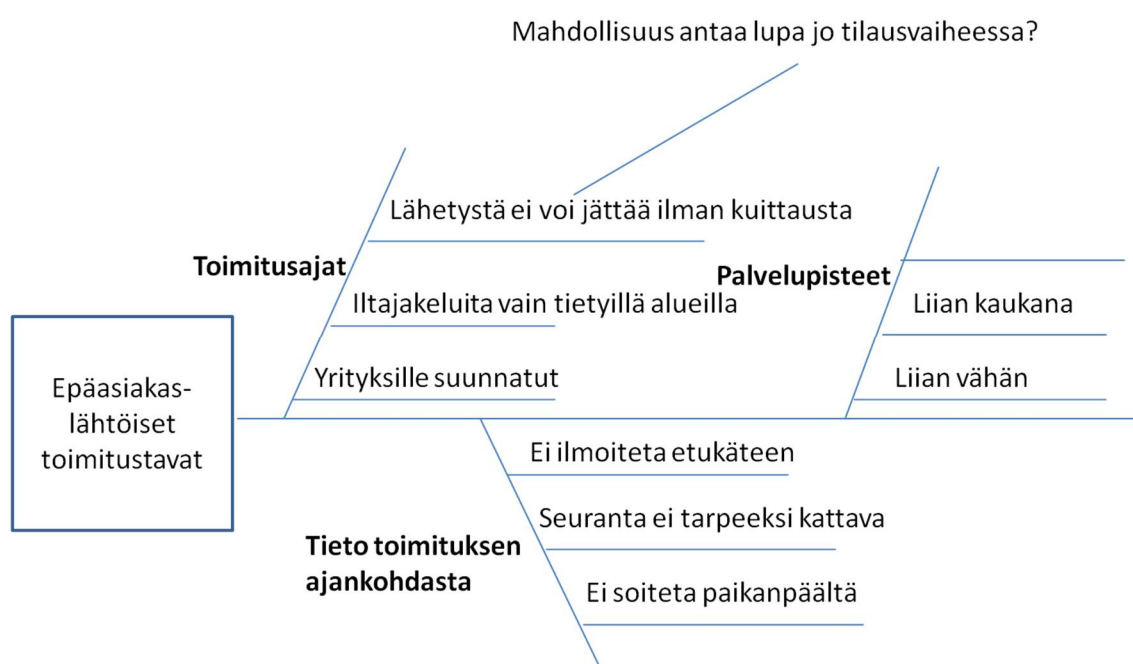 Mahdollisuus antaa lupa jo tilausvaiheessa?
Lähetystä ei voi jättää ilman kuittausta
Toimitusajat
Palvelupisteet
Iltajakeluita vain tietyillä alueilla
Liian kaukana
Yrityksille suunnatut
Liian vähän
Epäasiakas-
lähtöiset
toimitustavat
Ei ilmoiteta etukäteen
Seuranta ei tarpeeksi kattava
Tieto toimituksen
ajankohdasta
Ei soiteta paikanpäältä